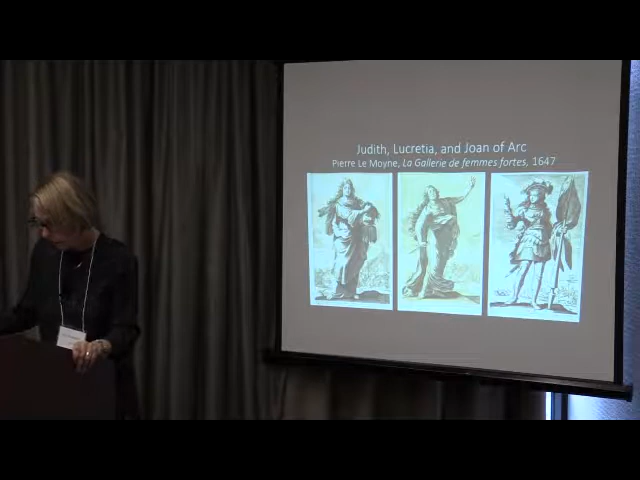 Judith, Lucretia, and Joan of Arc
Pierre Le Moyne, La Gallerie de femmes fortes, 1647